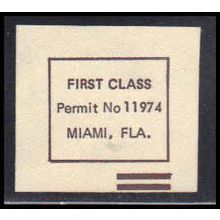 FIRST CLASS
Permit No 11974
MIAMI, FLA.